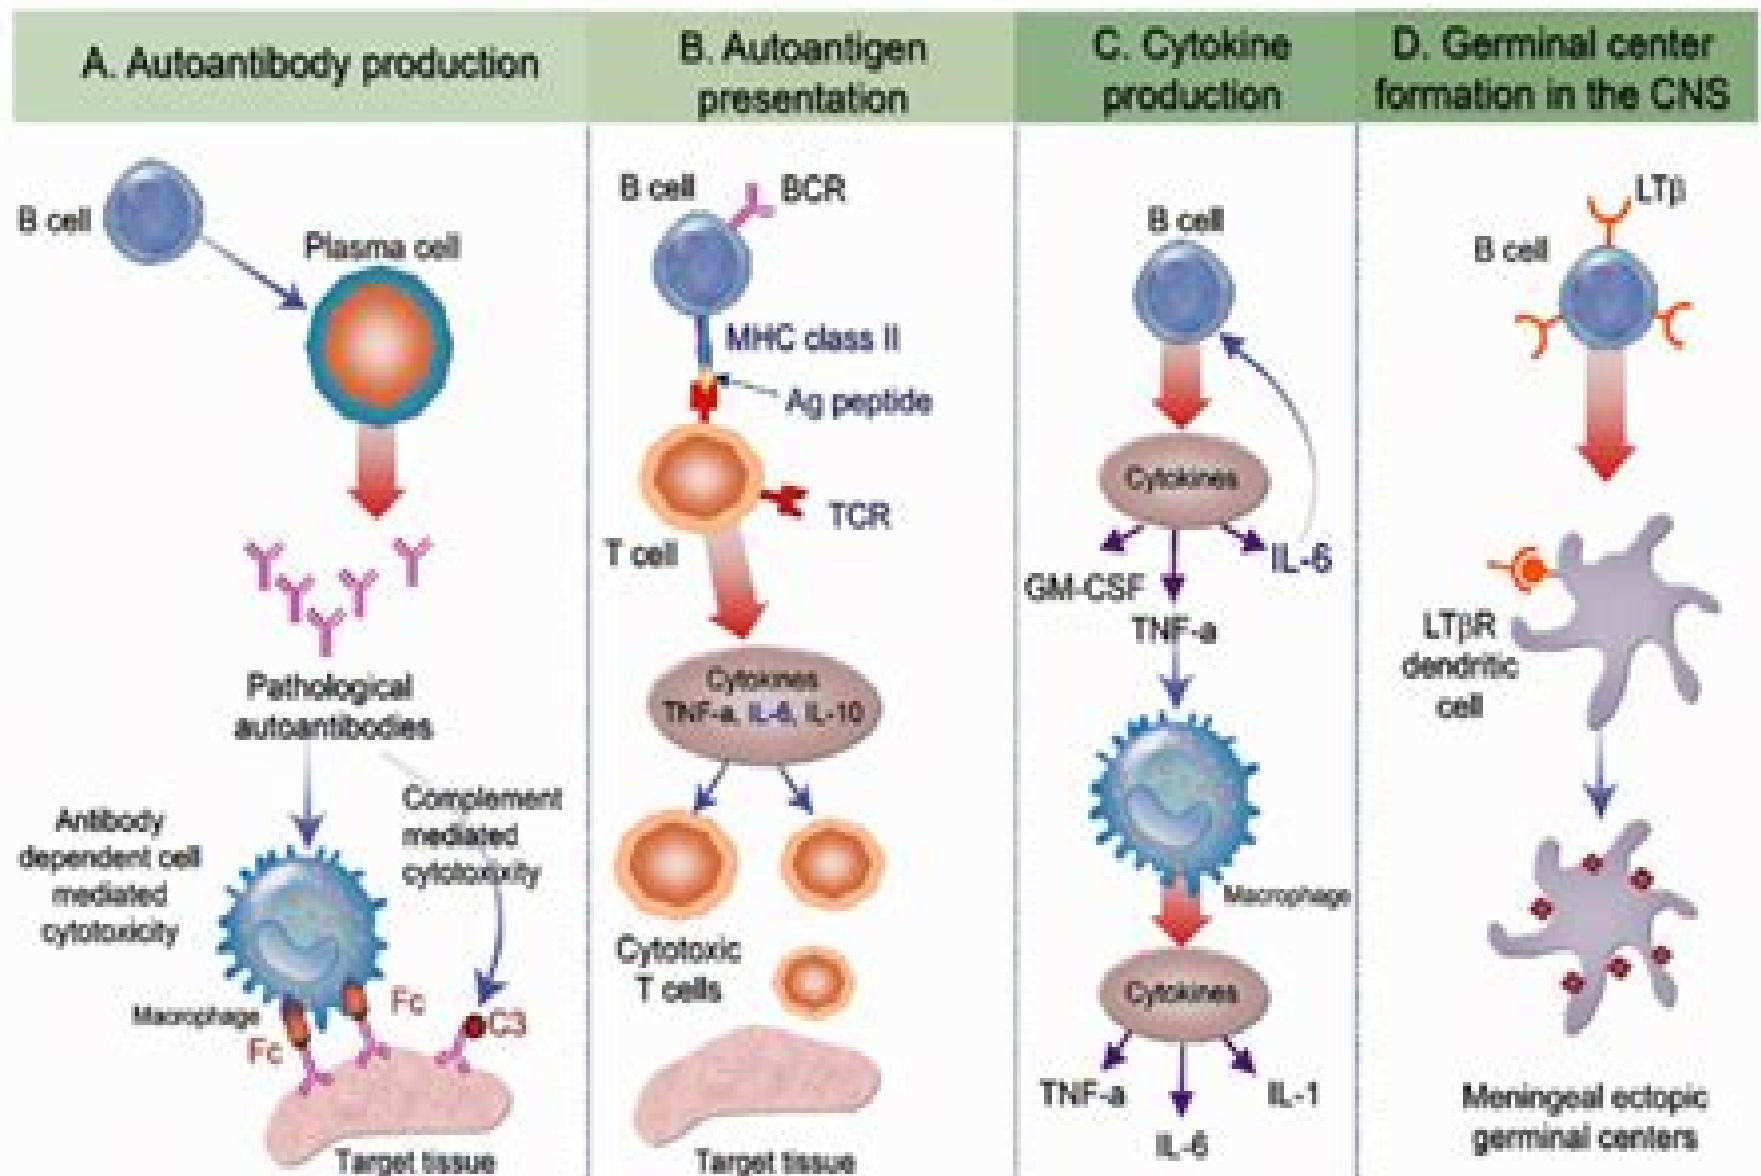 A. Autoantibody production
B cell
Plasma cell
Pathological
autoantibodies
Antibody
dependent cell
mediated
cytotoxicity
Complement
mediated
cytotoxixity
Macrophage
Fc
Fc
C3
Target tissue
B. Autoantigen
presentation
B cell
BCR
MHC class II
Ag peptide
TCR
T cell
Cytokines
TNF-a, IL-6, IL-10
Cytotoxic
T cells
Target tissue
C. Cytokine
production
B cell
Cytokines
GM-CSF
IL-6
TNF-a
Macrophage
Cytokines
TNF-a
IL-1
IL-6
D. Germinal center
formation in the CNS
LTβ
B cell
LTβR
dendritic
cell
Meningeal ectopic
germinal centers